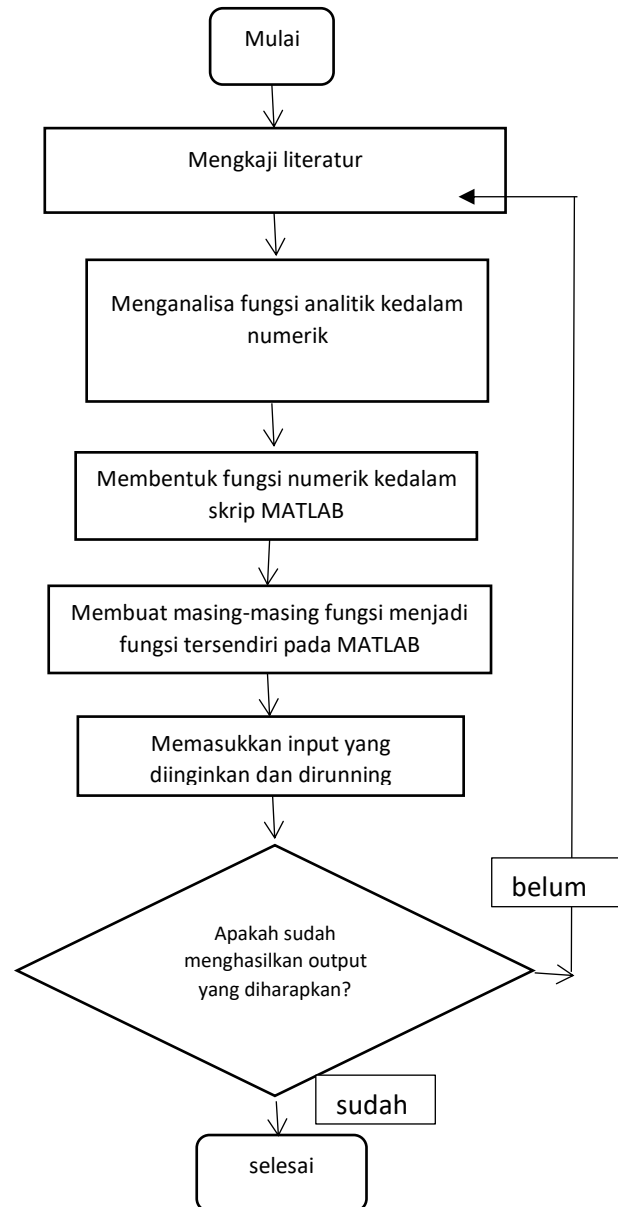 Mulai
Mengkaji literatur
Menganalisa fungsi analitik kedalam
numerik
Membentuk fungsi numerik kedalam
skrip MATLAB
Membuat masing-masing fungsi menjadi
fungsi tersendiri pada MATLAB
Memasukkan input yang
diinginkan dan dirunning
belum
Apakah sudah
menghasilkan output
yang diharapkan?
sudah
selesai